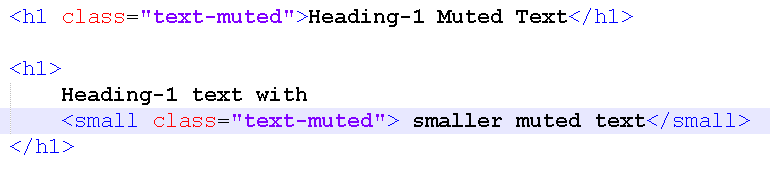 <h1 class="text-muted">Heading-1 Muted Text</h1>
<h1>
Heading-1 text with
<small class="text-muted"> smaller muted text</small>
</h1>